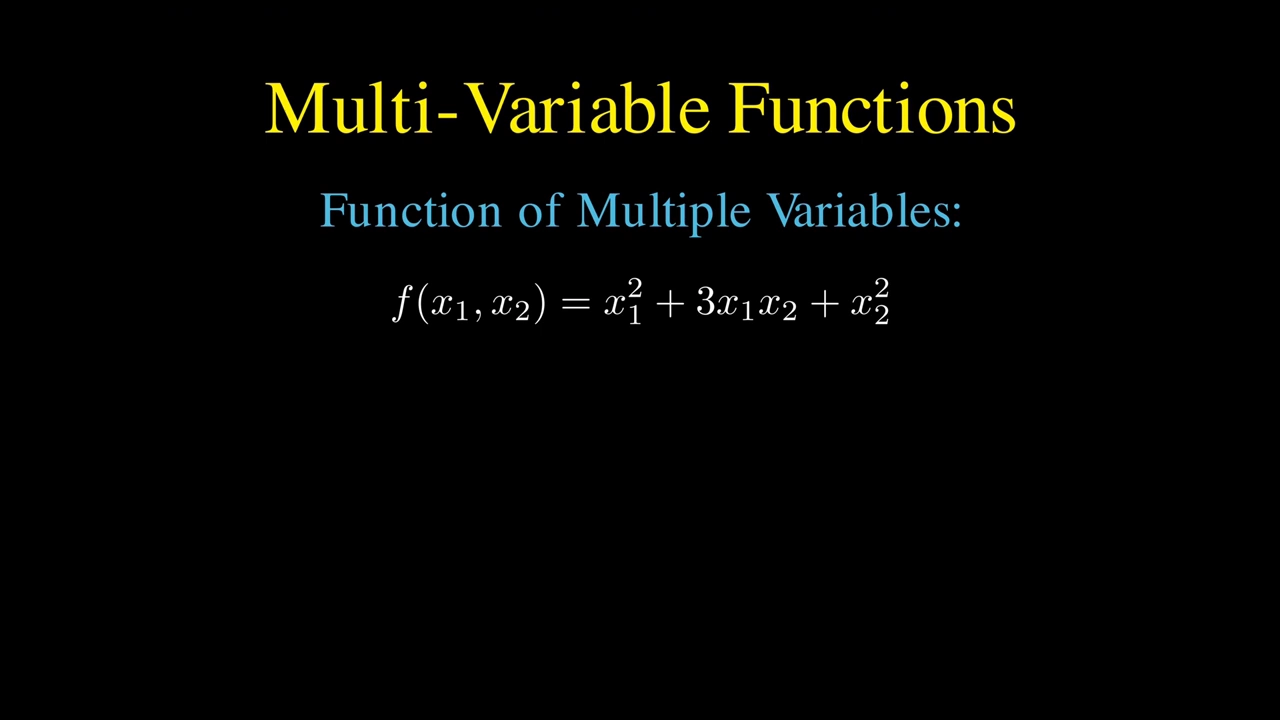 Multi-Variable Functions
Function of Multiple Variables:
f(x₁, x₂) = x₁² + 3x₁x₂ + x₂²